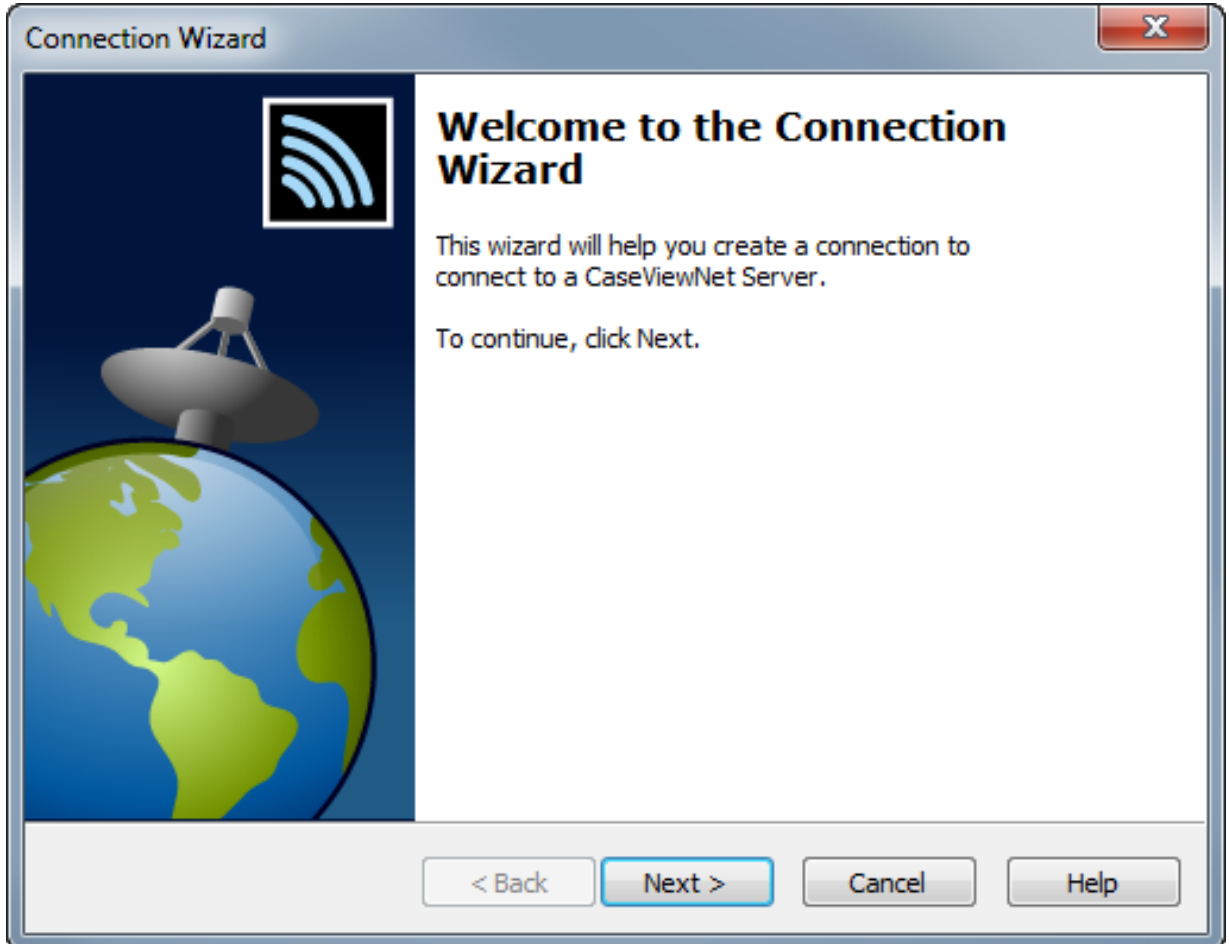 Connection Wizard
Welcome to the Connection
Wizard
This wizard will help you create a connection to
connect to a CaseViewNet Server.
To continue, click Next.
< Back
Next >
Cancel
Help